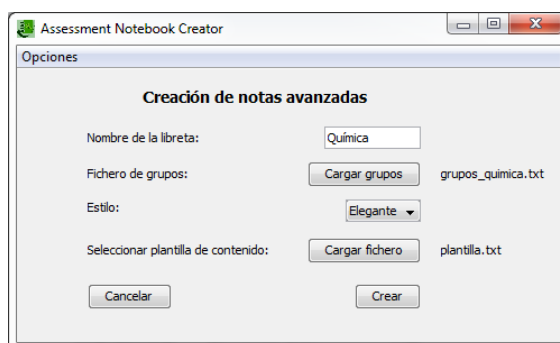 Assessment Notebook Creator
Opciones
Creación de notas avanzadas
Nombre de la libreta: Química
Fichero de grupos: Cargar grupos grupos_quimica.txt
Estilo: Elegante
Seleccionar plantilla de contenido: Cargar fichero plantilla.txt
Cancelar Crear